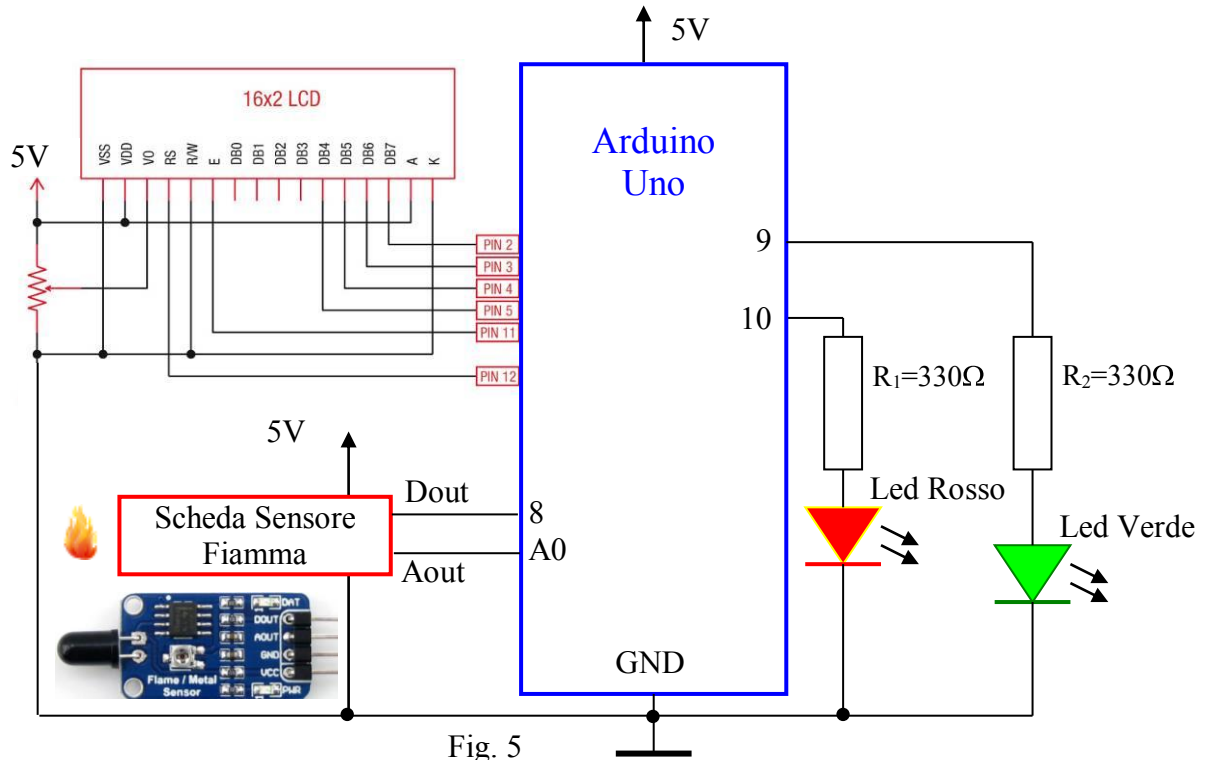 5V
16x2 LCD
VSS
VDD
V0
RS
R/W
E
DB0
DB1
DB2
DB3
DB4
DB5
DB6
DB7
A
K
5V
Arduino
Uno
PIN 2
PIN 3
PIN 4
PIN 5
PIN 11
PIN 12
9
10
R1=330Ω
R2=330Ω
5V
Scheda Sensore
Fiamma
Dout
8
Aout
A0
Led Rosso
Led Verde
DAT
DOUT
AOUT
GND
VCC
PWR
Flame / Metal
Sensor
GND
Fig. 5